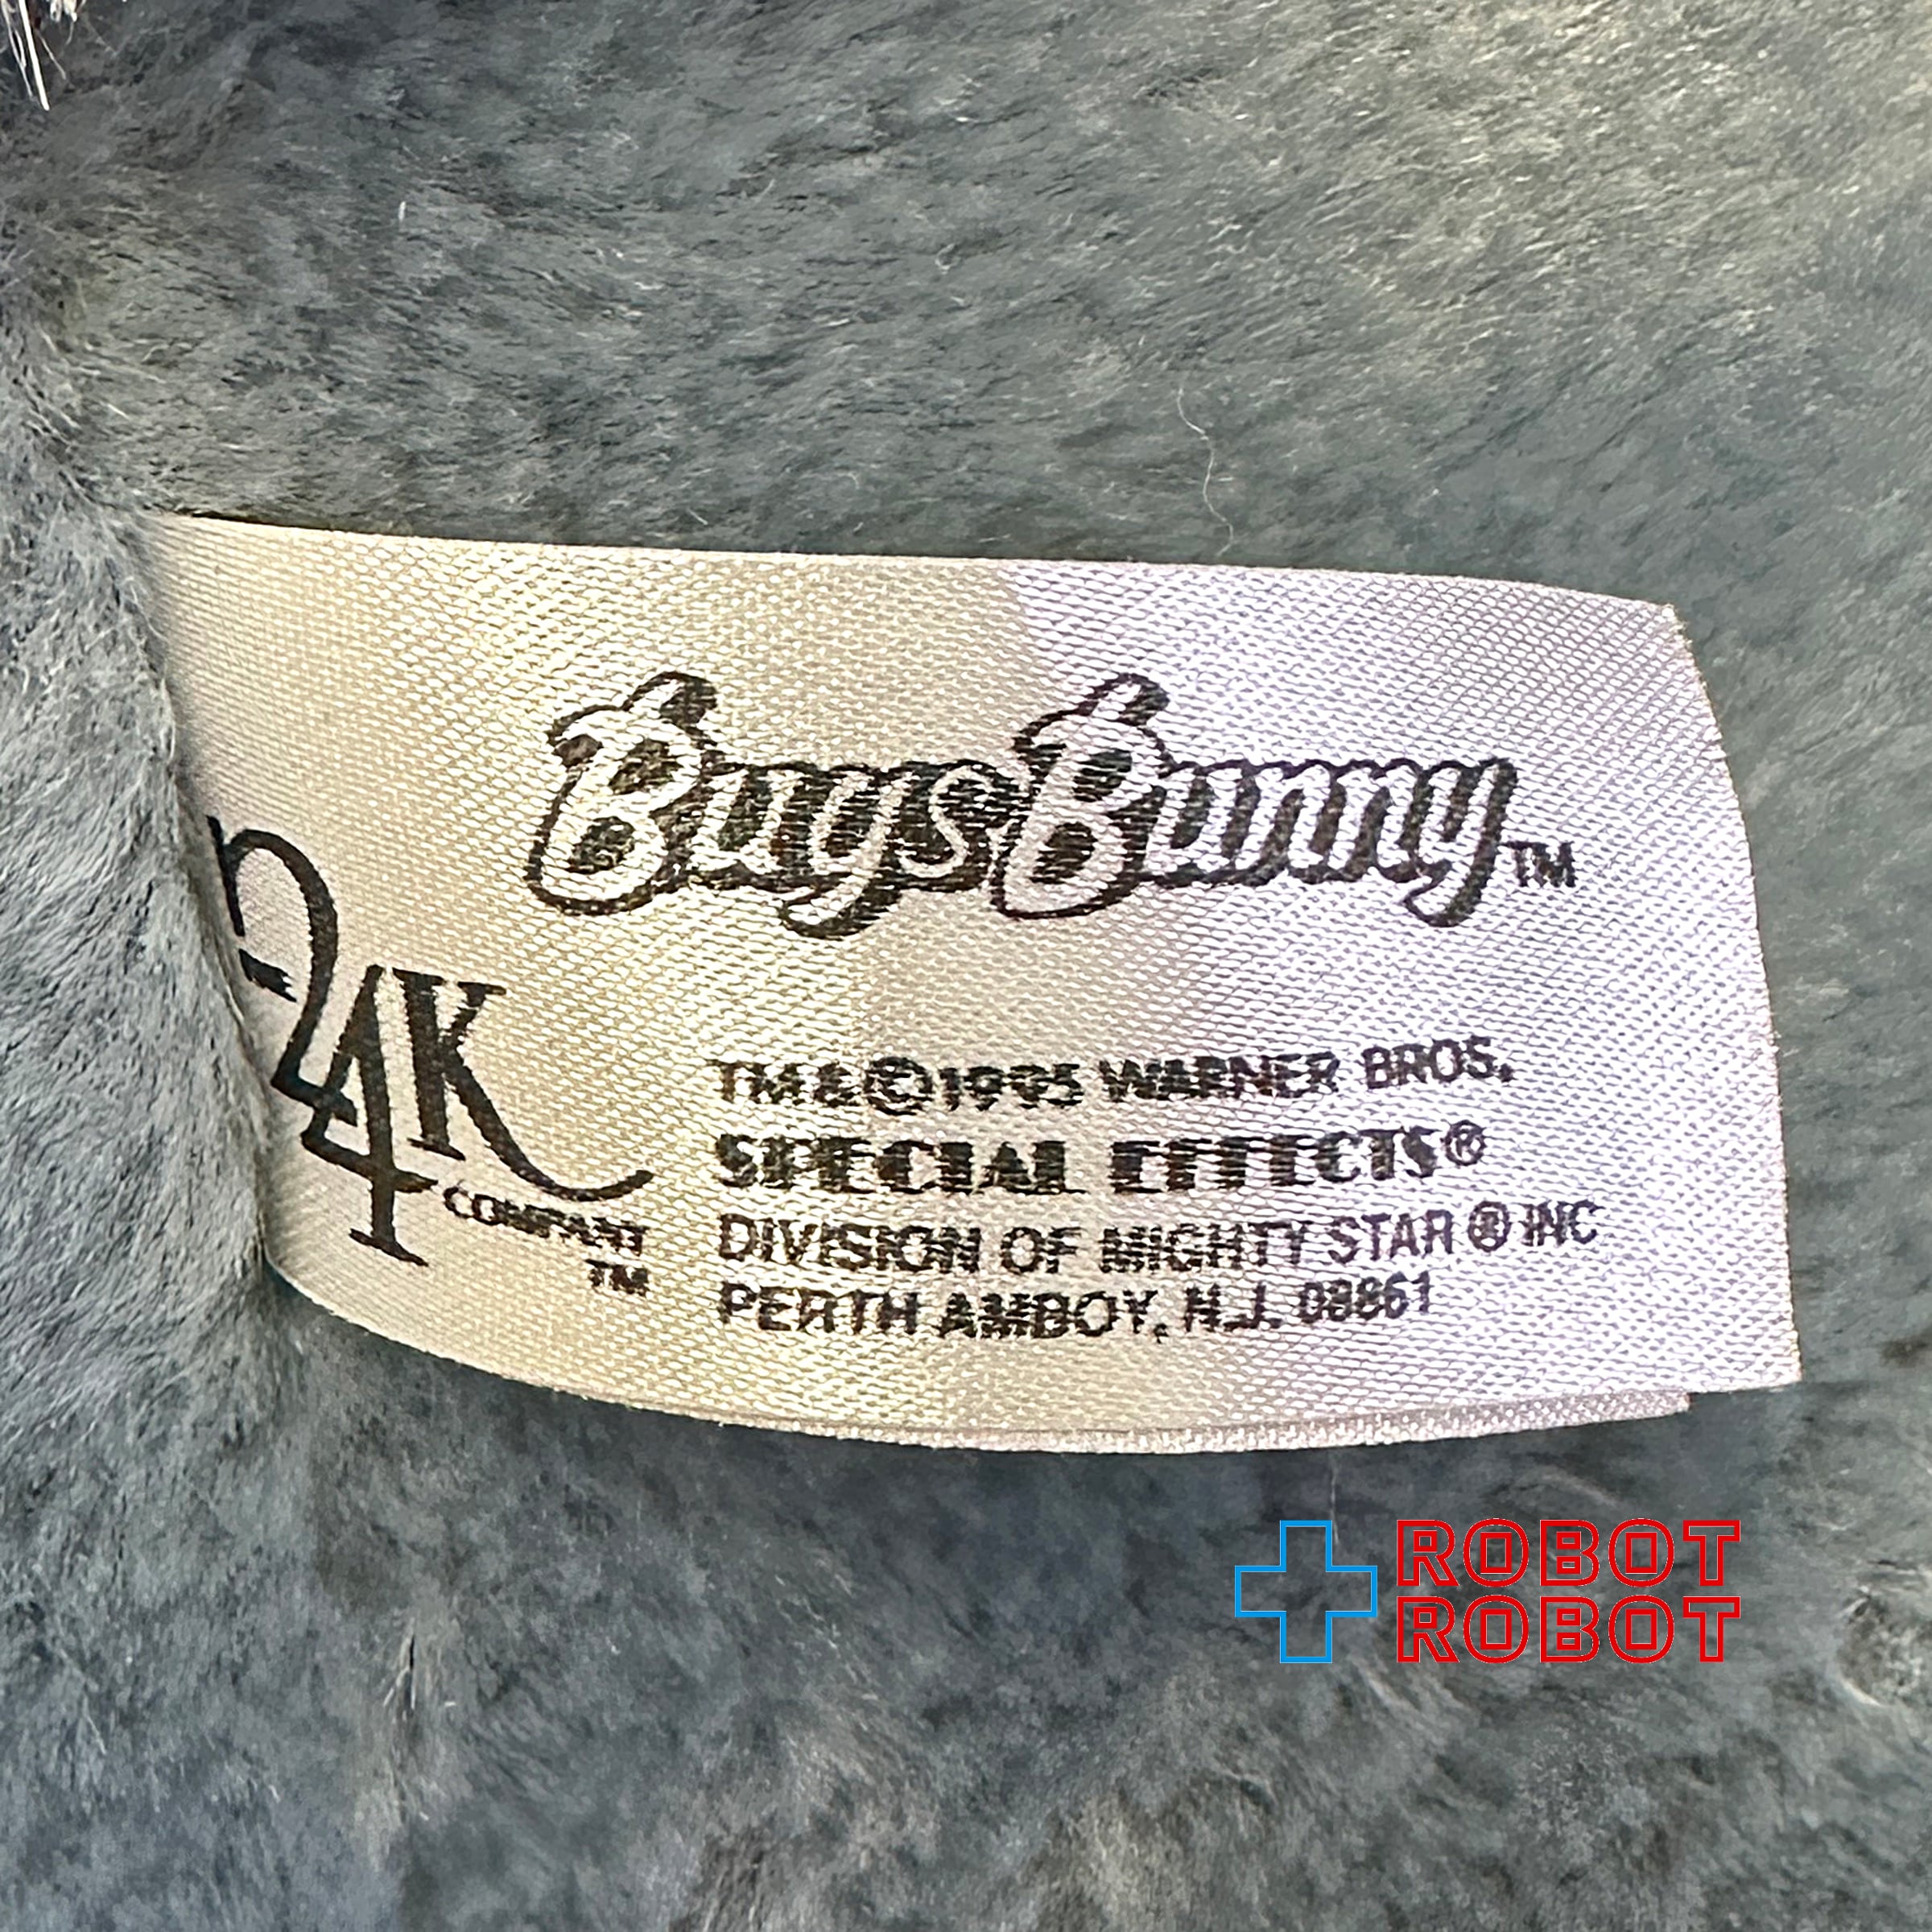 Bugs Bunny™
24K
COMPANY
TM
TM & © 1995 WARNER BROS.
SPECIAL EFFECTS®
DIVISION OF MIGHTY STAR ® INC
PERTH AMBOY, N.J. 08861
ROBOT
ROBOT